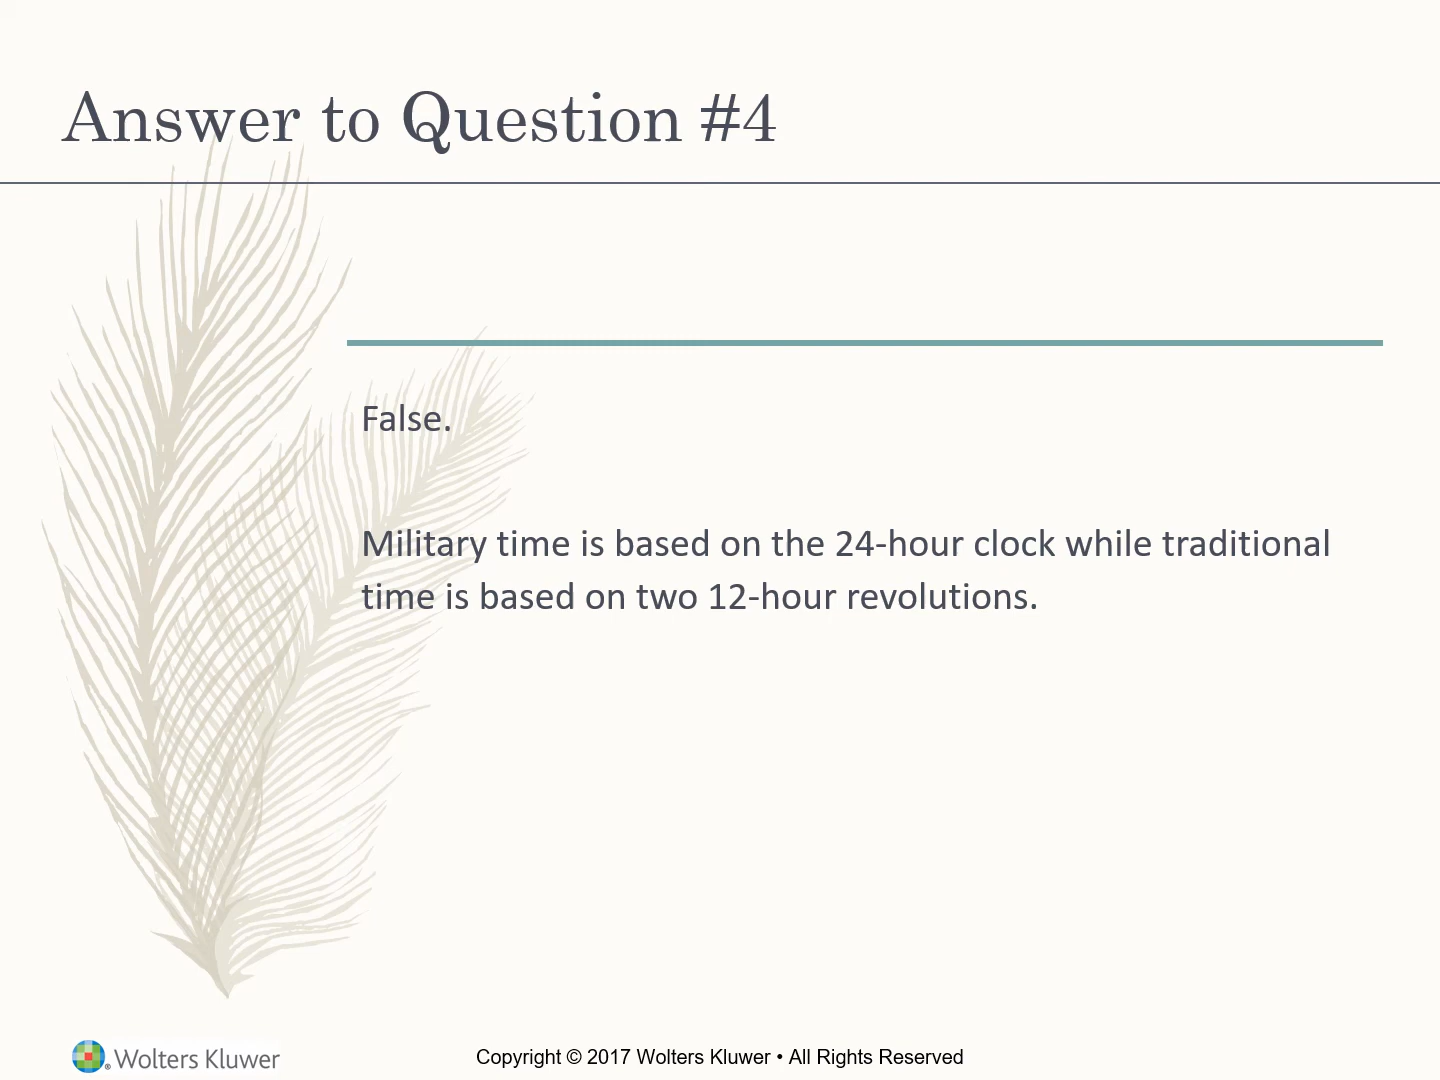 Answer to Question #4
False.
Military time is based on the 24-hour clock while traditional
time is based on two 12-hour revolutions.
Wolters Kluwer
Copyright © 2017 Wolters Kluwer • All Rights Reserved